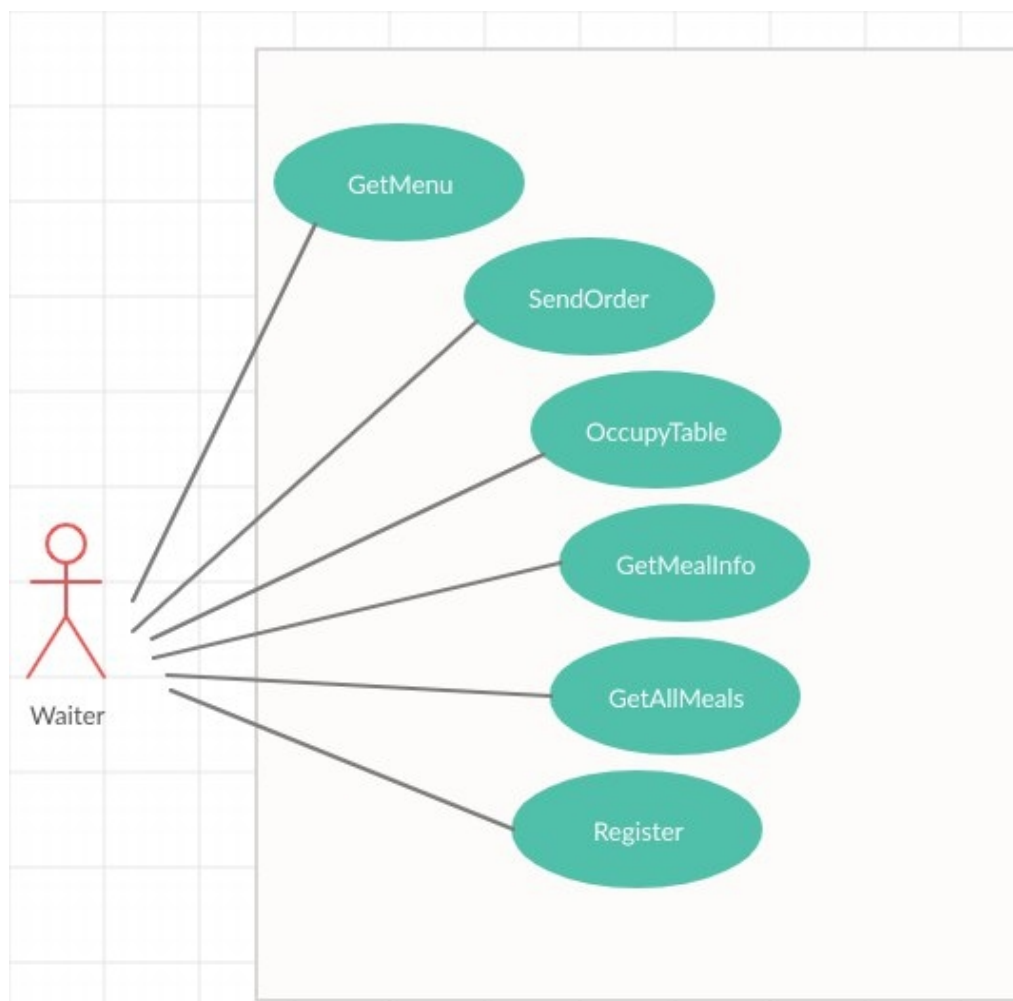 GetMenu
SendOrder
OccupyTable
GetMealInfo
GetAllMeals
Register
Waiter